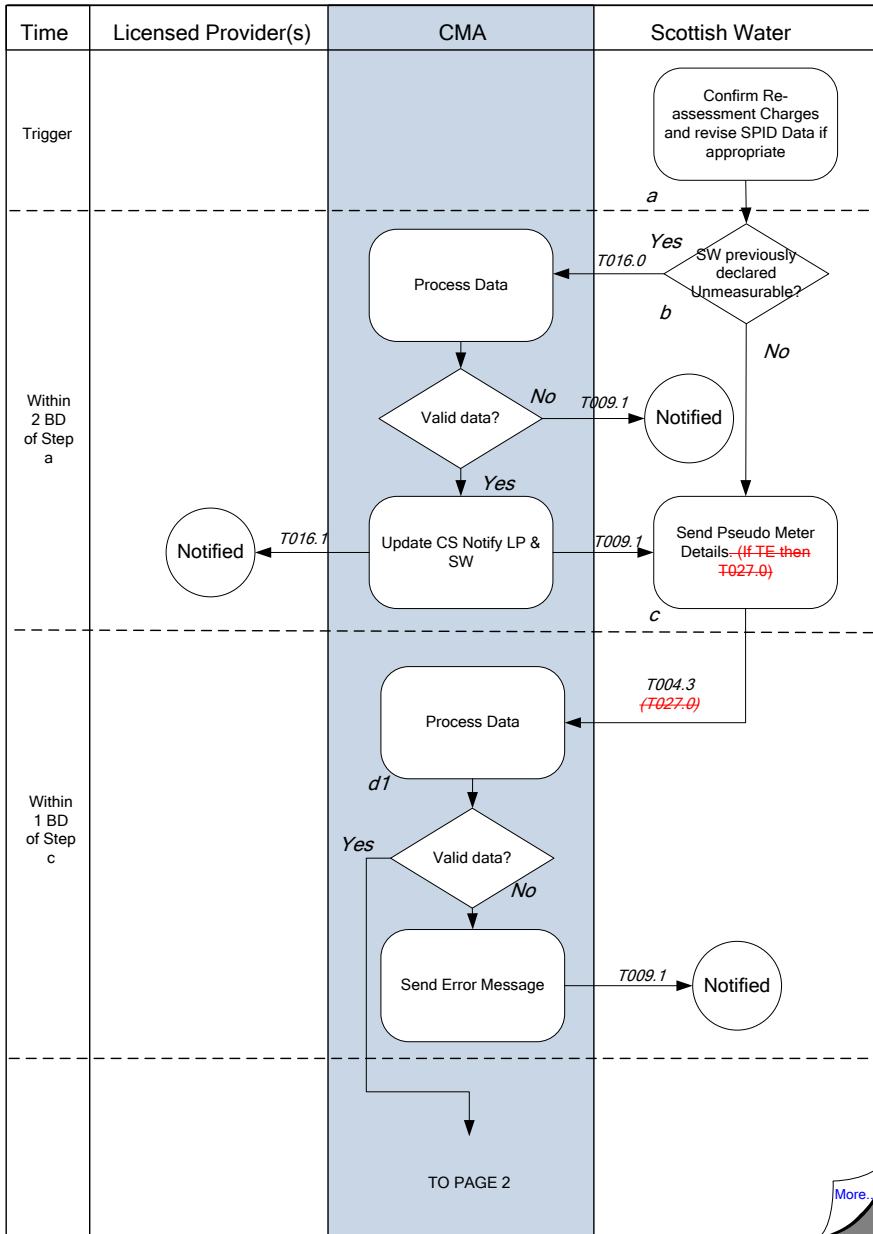 Time
Licensed Provider(s)
CMA
Scottish Water
Trigger
Confirm Re-
assessment Charges
and revise SPID Data if
appropriate
a
Within
2 BD
of Step
a
SW previously
declared
Unmeasurable?
Yes
T016.0
b
No
Process Data
Valid data?
No
T009.1
Notified
Yes
Notified
T016.1
Update CS Notify LP &
SW
T009.1
Send Pseudo Meter
Details. (If TE then
T027.0)
c
Within
1 BD
of Step
c
T004.3
(T027.0)
Process Data
d1
Valid data?
Yes
No
Send Error Message
T009.1
Notified
TO PAGE 2
More..